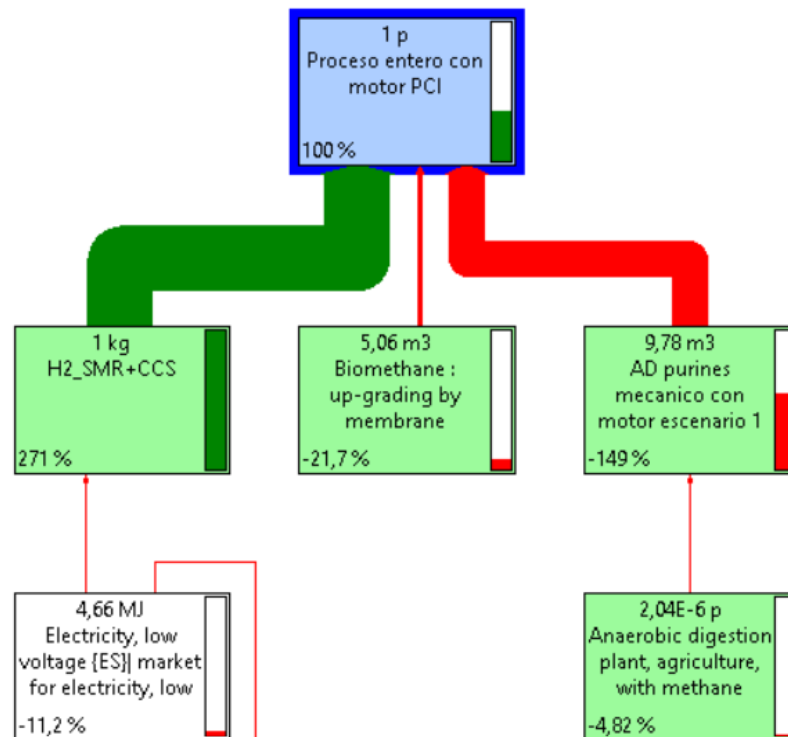 1 p
Proceso entero con
motor PCI
100 %
1 kg
H2_SMR+CCS
271 %
5,06 m3
Biomethane :
up-grading by
membrane
-21,7 %
9,78 m3
AD purines
mecanico con
motor escenario 1
-149 %
4,66 MJ
Electricity, low
voltage {ES}| market
for electricity, low
-11,2 %
2,04E-6 p
Anaerobic digestion
plant, agriculture,
with methane
-4,82 %